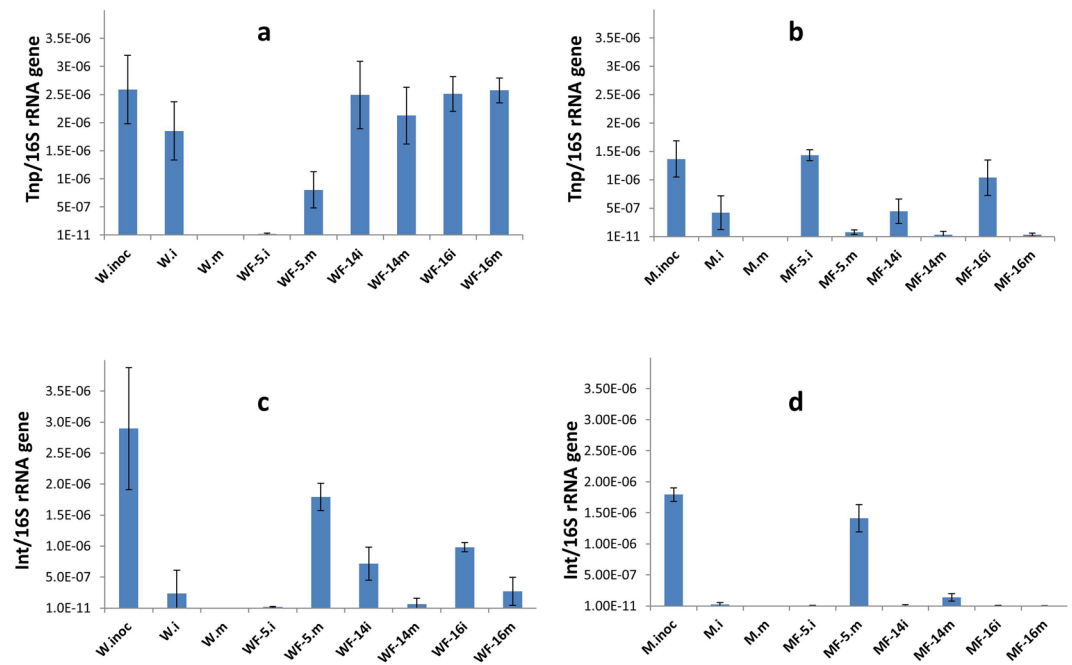 a
Tnp/16S rRNA gene
3.5E-06
3E-06
2.5E-06
2E-06
1.5E-06
1E-06
5E-07
1E-11
W.inoc
W.i
W.m
WF-5.i
WF-5.m
WF-14i
WF-14m
WF-16i
WF-16m
b
Tnp/16S rRNA gene
3.5E-06
3E-06
2.5E-06
2E-06
1.5E-06
1E-06
5E-07
1E-11
M.inoc
M.i
M.m
MF-5.i
MF-5.m
MF-14i
MF-14m
MF-16i
MF-16m
c
Int/16S rRNA gene
3.5E-06
3.0E-06
2.5E-06
2.0E-06
1.5E-06
1.0E-06
5.0E-07
1.0E-11
W.inoc
W.i
W.m
WF-5.i
WF-5.m
WF-14i
WF-14m
WF-16i
WF-16m
d
Int/16S rRNA gene
3.50E-06
3.00E-06
2.50E-06
2.00E-06
1.50E-06
1.00E-06
5.00E-07
1.00E-11
M.inoc
M.i
M.m
MF-5.i
MF-5.m
MF-14i
MF-14m
MF-16i
MF-16m